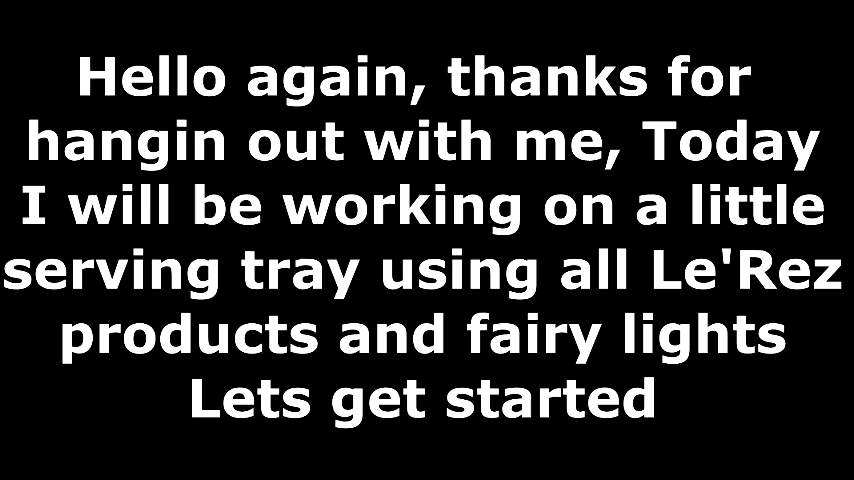 Hello again, thanks for
hangin out with me, Today
I will be working on a little
serving tray using all Le'Rez
products and fairy lights
Lets get started